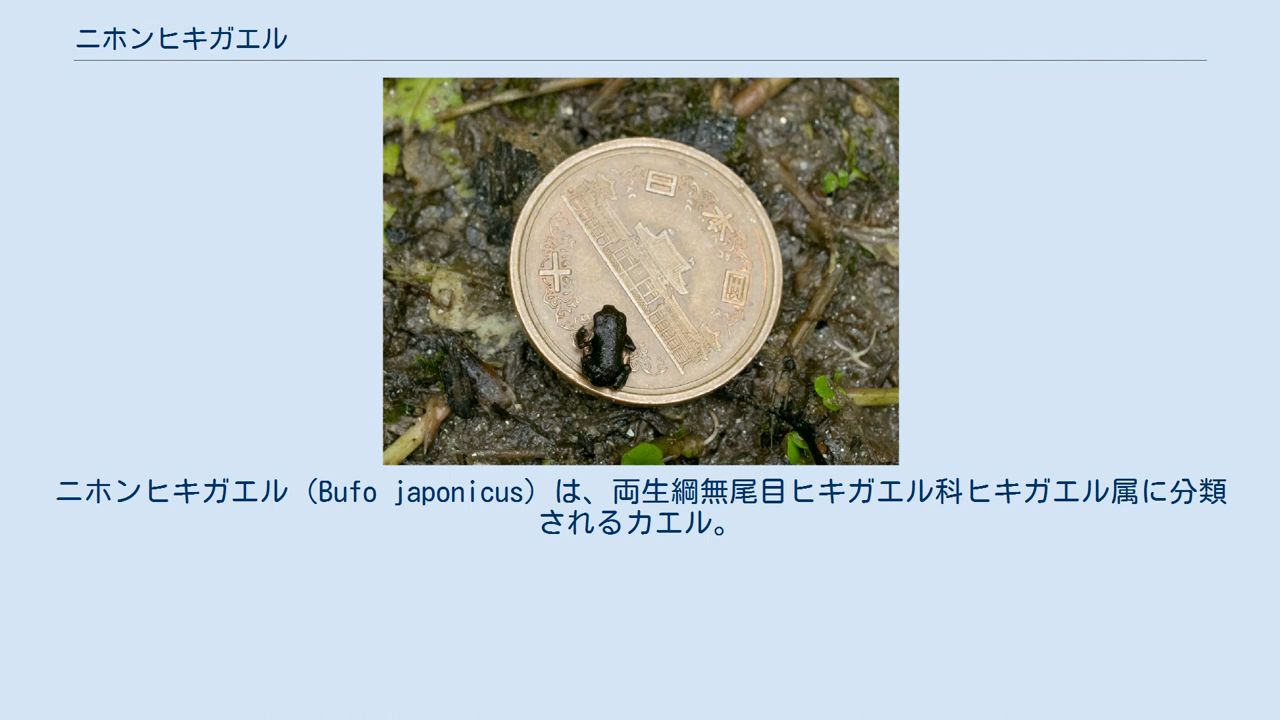 ニホンヒキガエル
日本国
十
ニホンヒキガエル（Bufo japonicus）は、両生綱無尾目ヒキガエル科ヒキガエル属に分類
されるカエル。